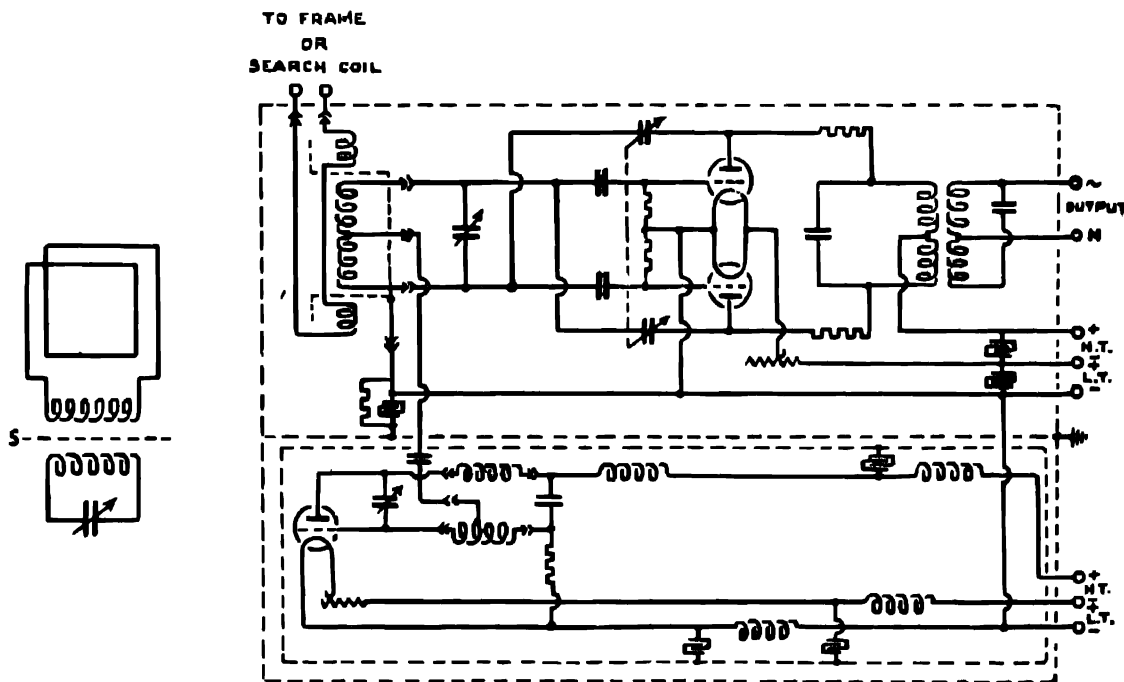 TO FRAME
OR
SEARCH COIL
~
OUTPUT
N
+
H.T.
∓
L.T.
-
S
+
H.T.
∓
L.T.
-